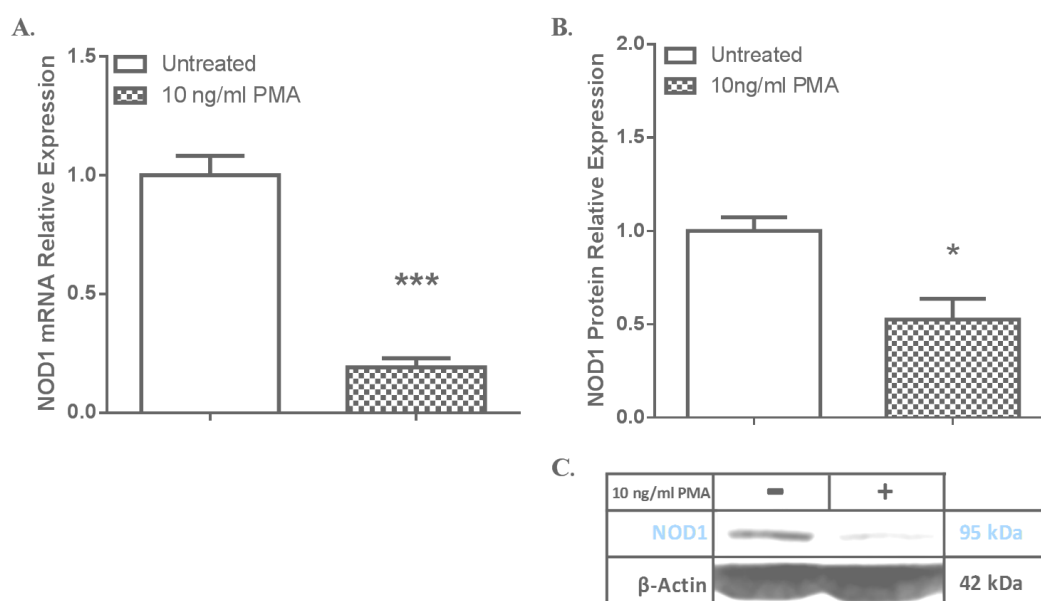 A.
NOD1 mRNA Relative Expression
1.5
1.0
0.5
0.0
Untreated
10 ng/ml PMA
***
B.
NOD1 Protein Relative Expression
2.0
1.5
1.0
0.5
0.0
Untreated
10ng/ml PMA
*
C.
10 ng/ml PMA - +
NOD1 95 kDa
β-Actin 42 kDa